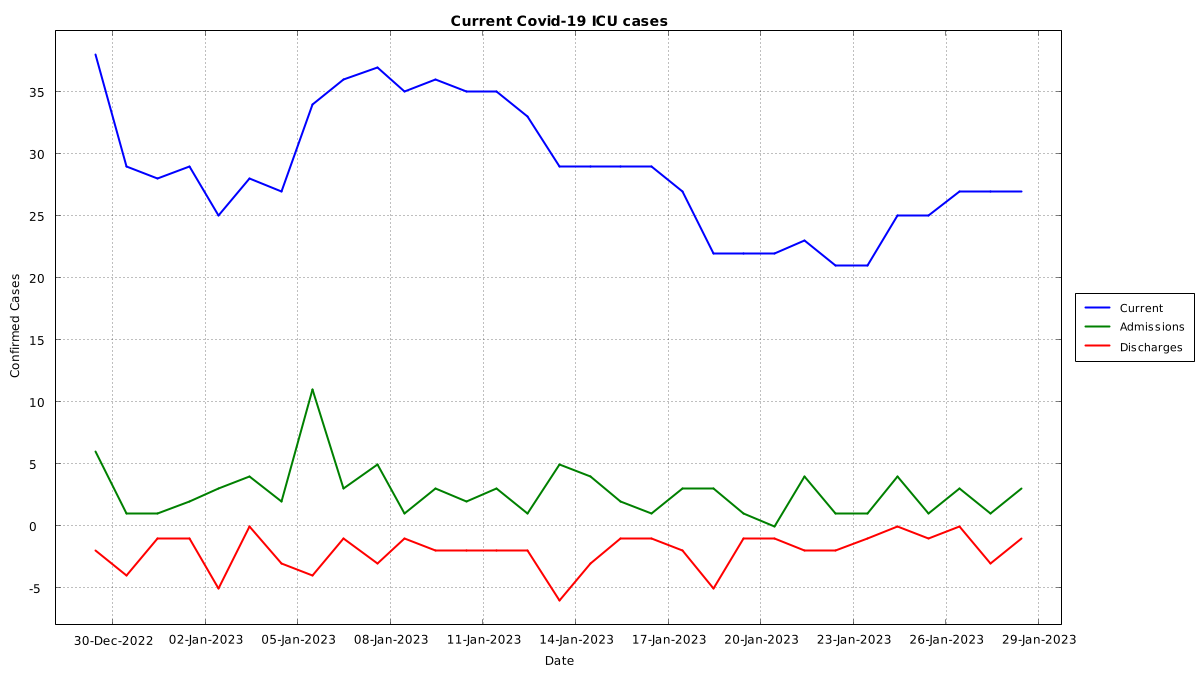 Current Covid-19 ICU cases
Confirmed Cases
35
30
25
20
15
10
5
0
-5
30-Dec-2022 02-Jan-2023 05-Jan-2023 08-Jan-2023 11-Jan-2023 14-Jan-2023 17-Jan-2023 20-Jan-2023 23-Jan-2023 26-Jan-2023 29-Jan-2023
Date
Current
Admissions
Discharges